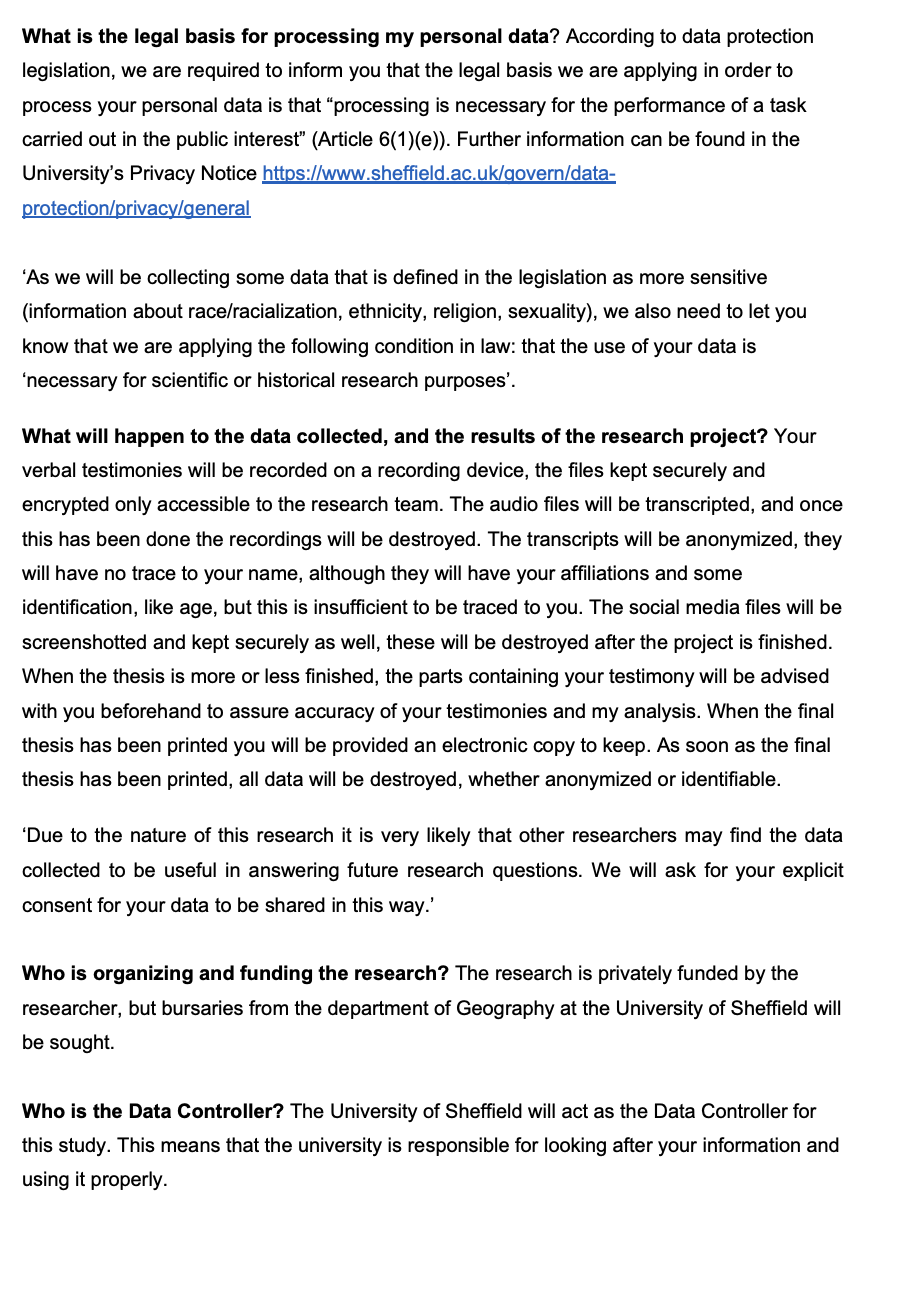 What is the legal basis for processing my personal data? According to data protection
legislation, we are required to inform you that the legal basis we are applying in order to
process your personal data is that “processing is necessary for the performance of a task
carried out in the public interest” (Article 6(1)(e)). Further information can be found in the
University’s Privacy Notice https://www.sheffield.ac.uk/govern/data-
protection/privacy/general
‘As we will be collecting some data that is defined in the legislation as more sensitive
(information about race/racialization, ethnicity, religion, sexuality), we also need to let you
know that we are applying the following condition in law: that the use of your data is
‘necessary for scientific or historical research purposes’.
What will happen to the data collected, and the results of the research project? Your
verbal testimonies will be recorded on a recording device, the files kept securely and
encrypted only accessible to the research team. The audio files will be transcripted, and once
this has been done the recordings will be destroyed. The transcripts will be anonymized, they
will have no trace to your name, although they will have your affiliations and some
identification, like age, but this is insufficient to be traced to you. The social media files will be
screenshotted and kept securely as well, these will be destroyed after the project is finished.
When the thesis is more or less finished, the parts containing your testimony will be advised
with you beforehand to assure accuracy of your testimonies and my analysis. When the final
thesis has been printed you will be provided an electronic copy to keep. As soon as the final
thesis has been printed, all data will be destroyed, whether anonymized or identifiable.
‘Due to the nature of this research it is very likely that other researchers may find the data
collected to be useful in answering future research questions. We will ask for your explicit
consent for your data to be shared in this way.’
Who is organizing and funding the research? The research is privately funded by the
researcher, but bursaries from the department of Geography at the University of Sheffield will
be sought.
Who is the Data Controller? The University of Sheffield will act as the Data Controller for
this study. This means that the university is responsible for looking after your information and
using it properly.